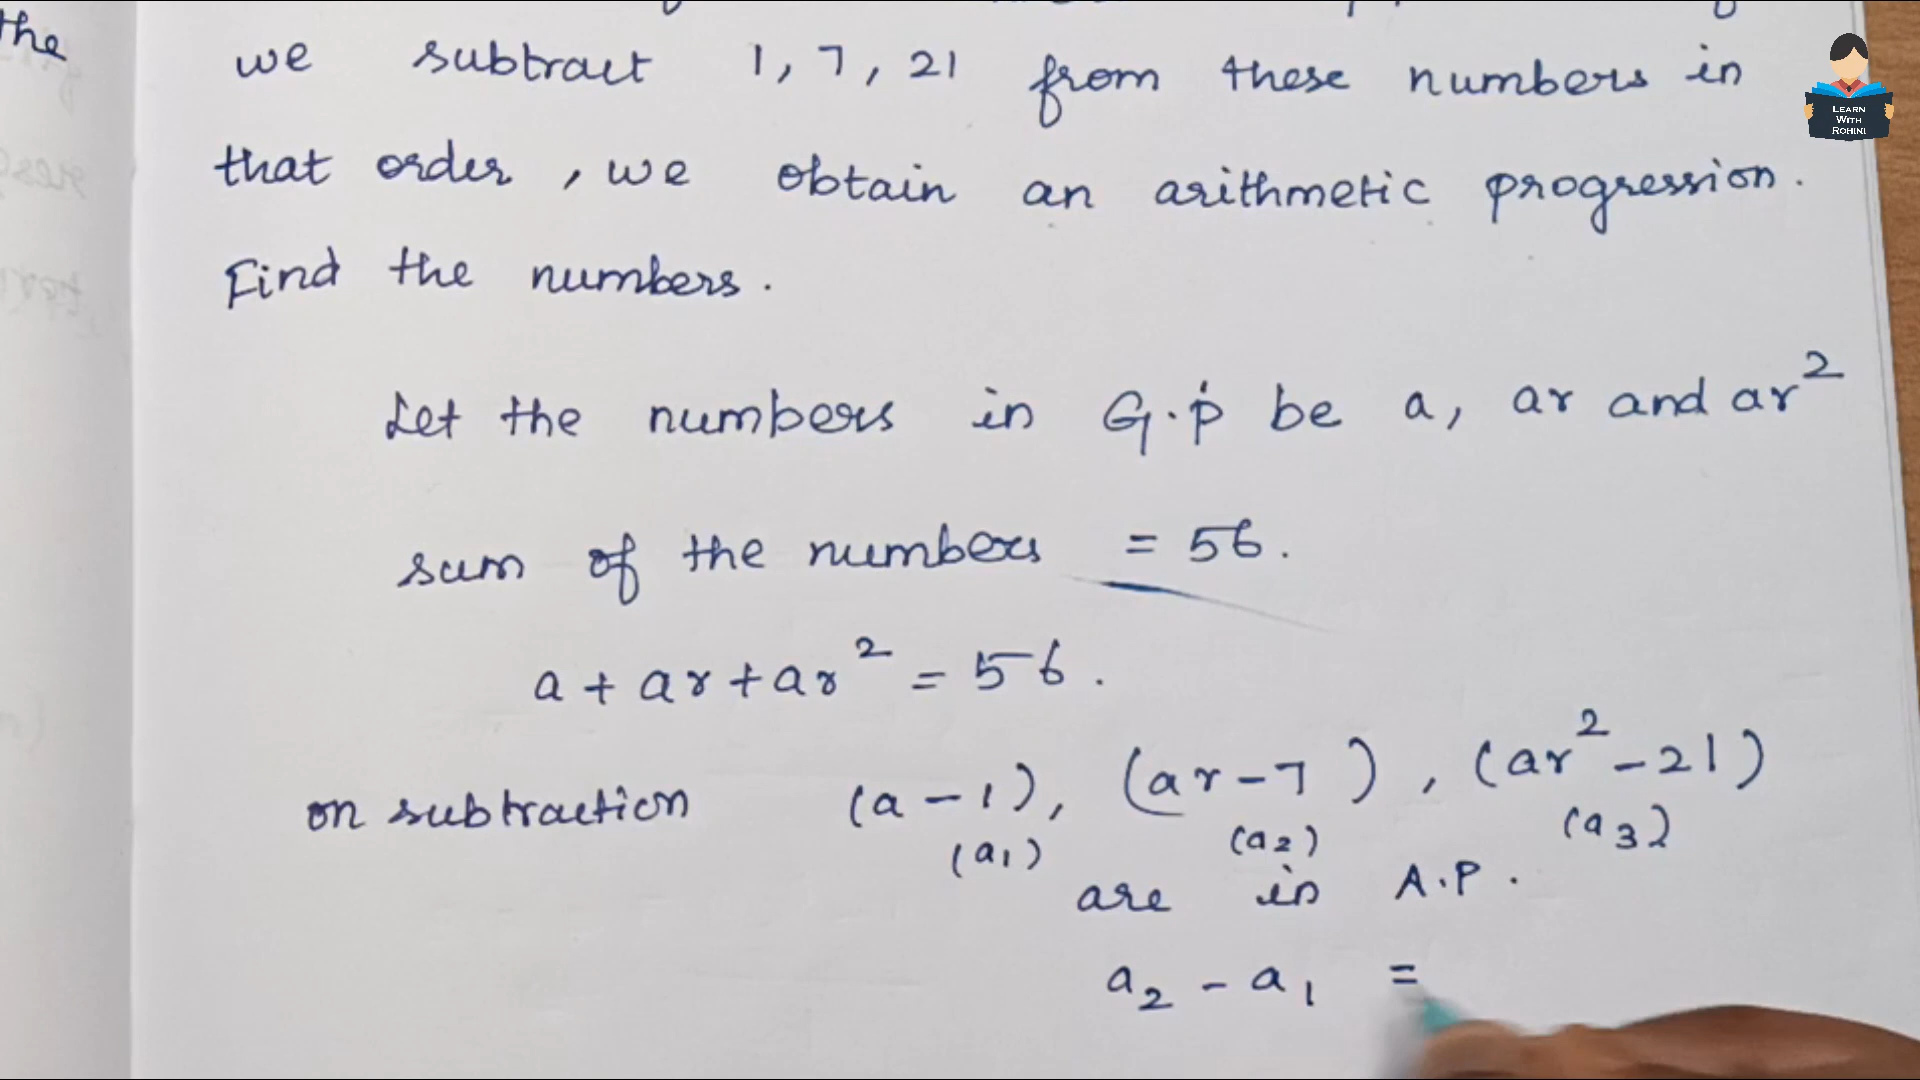 the
we subtract 1, 7, 21 from these numbers in
LEARN
WITH
ROHINI
that order, we obtain an arithmetic progression.
Find the numbers.
Let the numbers in G.P be a, ar and ar²
sum of the numbers = 56.
a + ar + ar² = 56.
on subtraction (a - 1), (ar - 7), (ar² - 21)
(a₁) (a₂) (a₃)
are in A.P.
a₂ - a₁ =